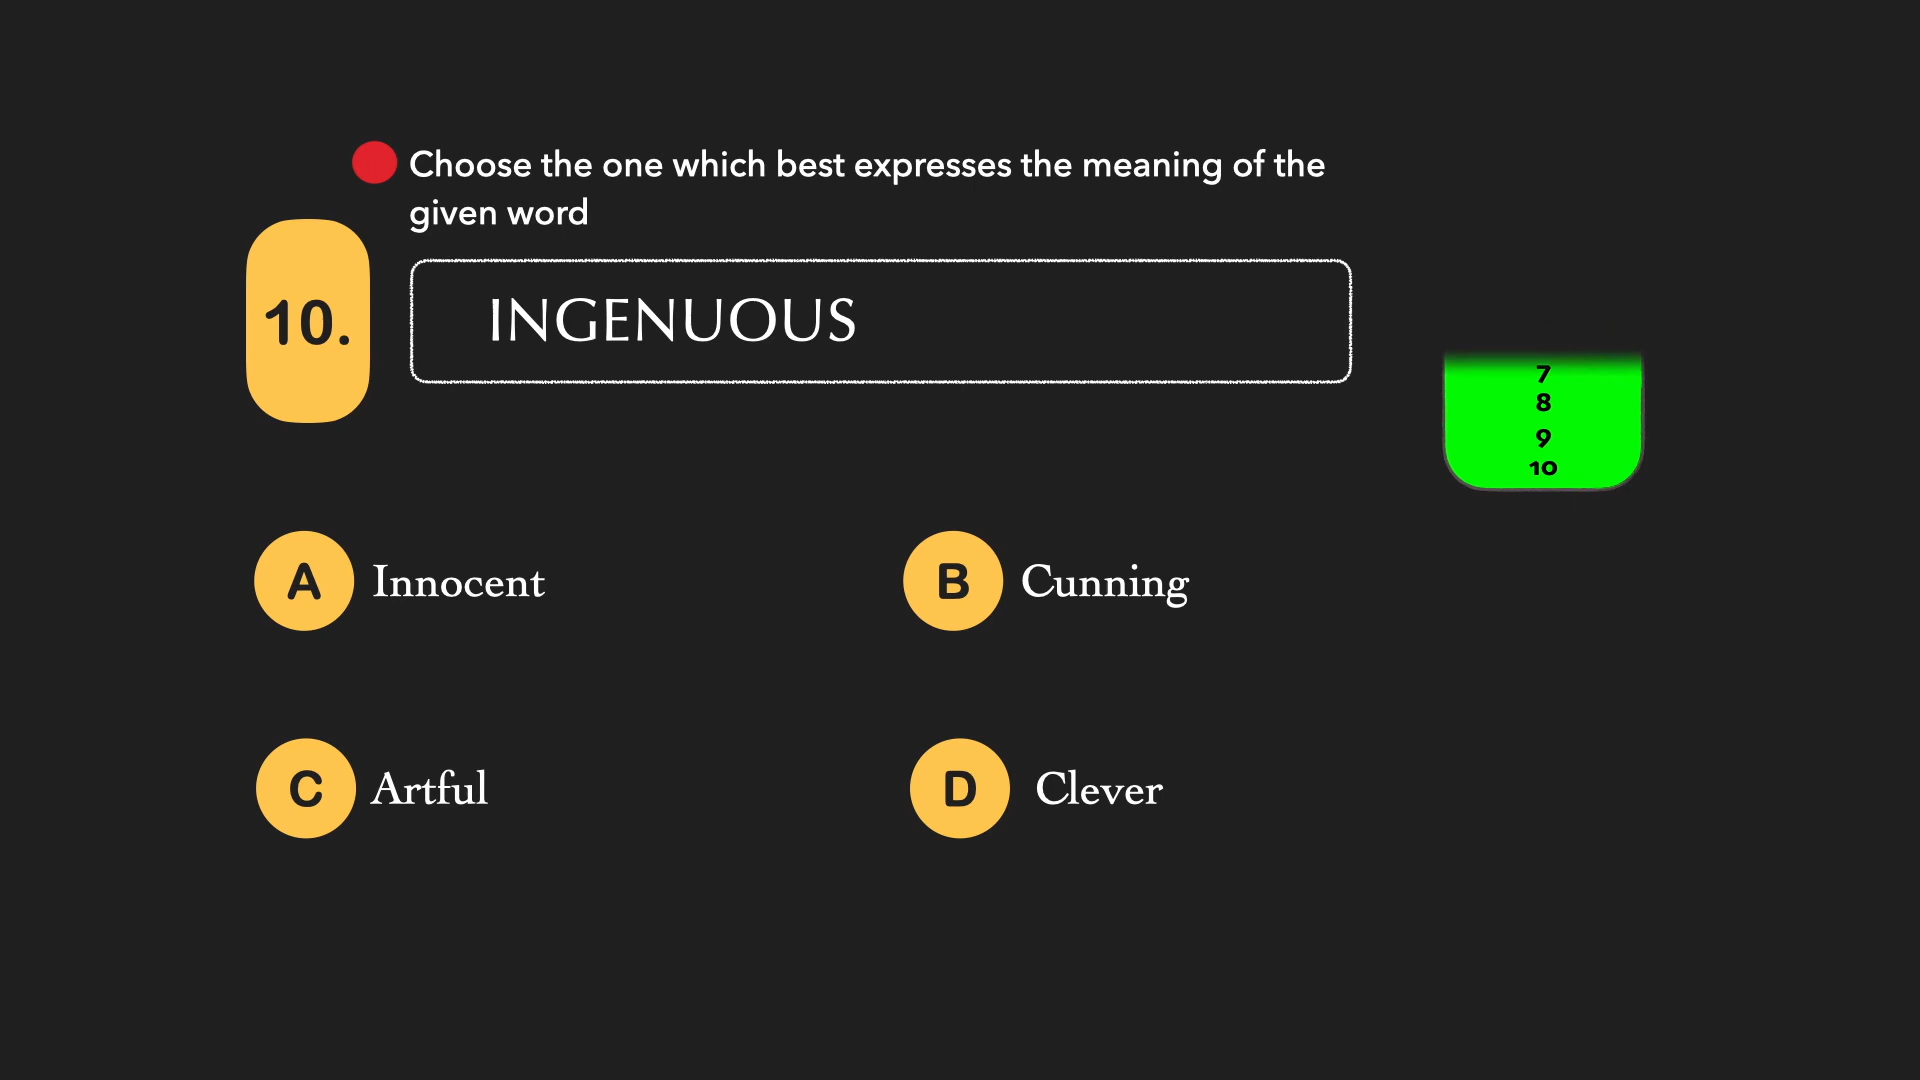 Choose the one which best expresses the meaning of the
given word
10.
INGENUOUS
7
8
9
10
A Innocent
B Cunning
C Artful
D Clever